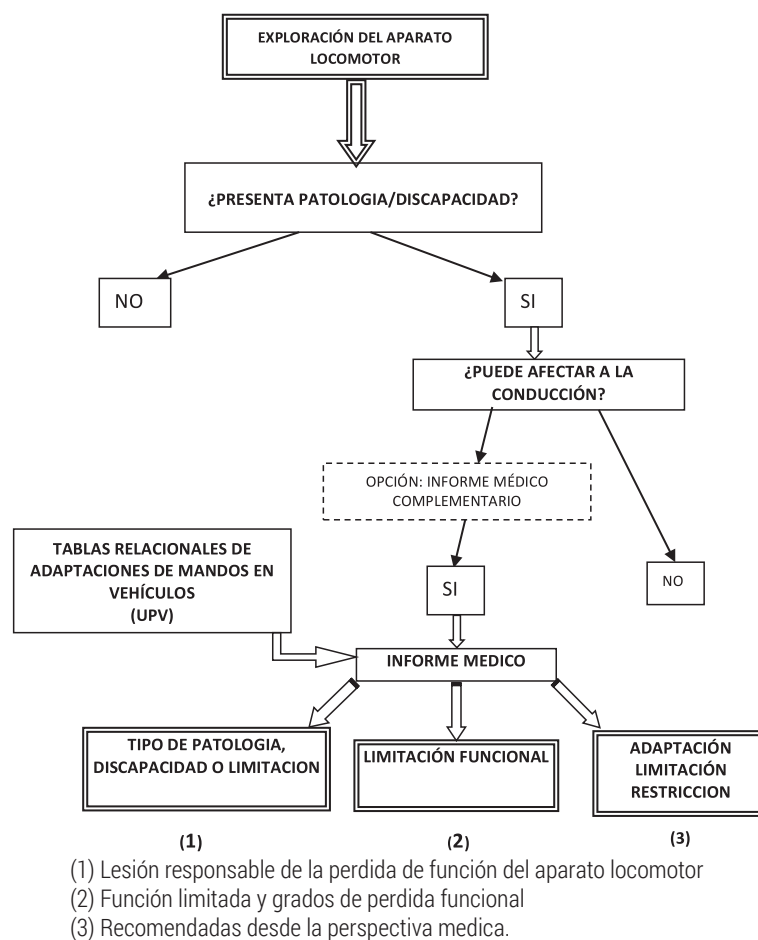 EXPLORACIÓN DEL APARATO
LOCOMOTOR
¿PRESENTA PATOLOGIA/DISCAPACIDAD?
NO
SI
¿PUEDE AFECTAR A LA
CONDUCCIÓN?
OPCIÓN: INFORME MÉDICO
COMPLEMENTARIO
TABLAS RELACIONALES DE
ADAPTACIONES DE MANDOS EN
VEHÍCULOS
(UPV)
SI
NO
INFORME MEDICO
TIPO DE PATOLOGIA,
DISCAPACIDAD O LIMITACION
LIMITACIÓN FUNCIONAL
ADAPTACIÓN
LIMITACIÓN
RESTRICCION
(1)
(2)
(3)
(1) Lesión responsable de la perdida de función del aparato locomotor
(2) Función limitada y grados de perdida funcional
(3) Recomendadas desde la perspectiva medica.